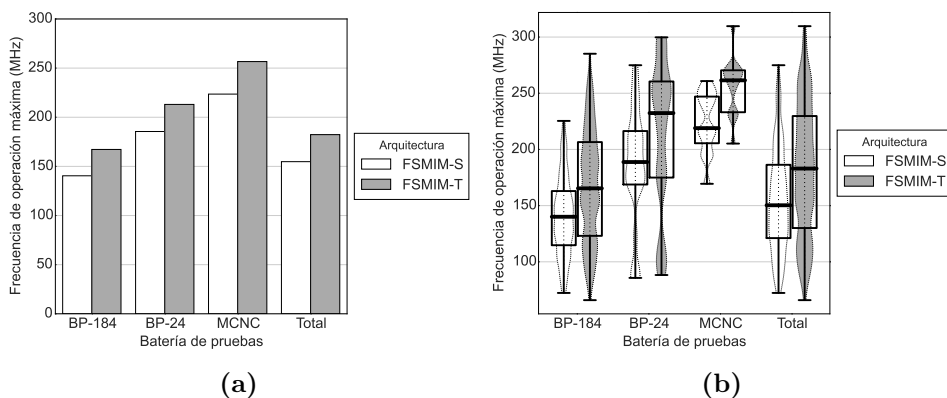 Frecuencia de operación máxima (MHz)
300
250
200
150
100
50
0
BP-184 BP-24 MCNC Total
Batería de pruebas
Arquitectura
FSMIM-S
FSMIM-T
(a)
Frecuencia de operación máxima (MHz)
300
250
200
150
100
BP-184 BP-24 MCNC Total
Batería de pruebas
Arquitectura
FSMIM-S
FSMIM-T
(b)